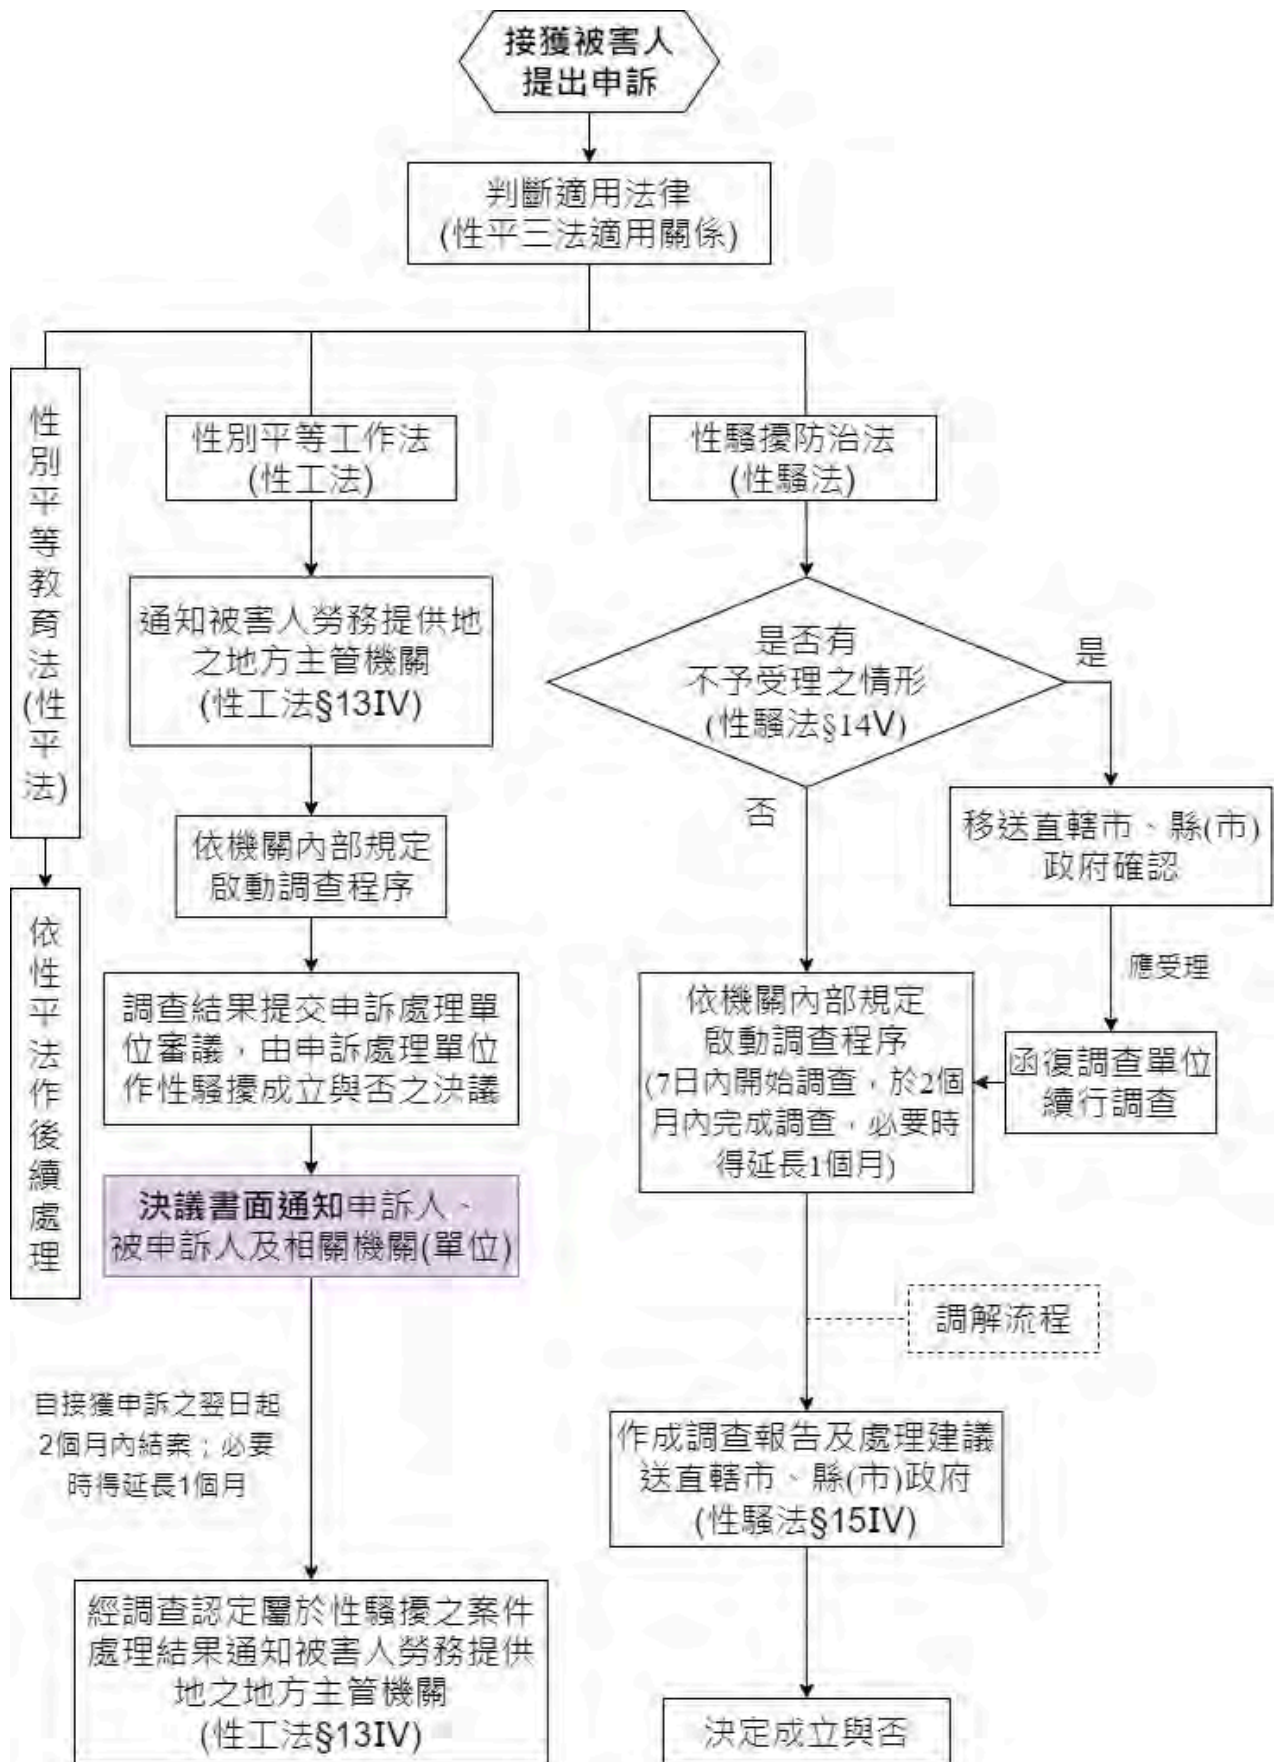 接獲被害人
提出申訴
判斷適用法律
(性平三法適用關係)
性別平等教育法(性平法)
依性平法作後續處理
性別平等工作法
(性工法)
通知被害人勞務提供地
之地方主管機關
(性工法§13IV)
依機關內部規定
啟動調查程序
調查結果提交申訴處理單
位審議，由申訴處理單位
作性騷擾成立與否之決議
決議書面通知申訴人、
被申訴人及相關機關(單位)
自接獲申訴之翌日起
2個月內結案；必要
時得延長1個月
經調查認定屬於性騷擾之案件
處理結果通知被害人勞務提供
地之地方主管機關
(性工法§13IV)
性騷擾防治法
(性騷法)
是否有
不予受理之情形
(性騷法§14V)
是
否
移送直轄市、縣(市)
政府確認
應受理
函復調查單位
續行調查
依機關內部規定
啟動調查程序
(7日內開始調查，於2個
月內完成調查，必要時
得延長1個月)
調解流程
作成調查報告及處理建議
送直轄市、縣(市)政府
(性騷法§15IV)
決定成立與否